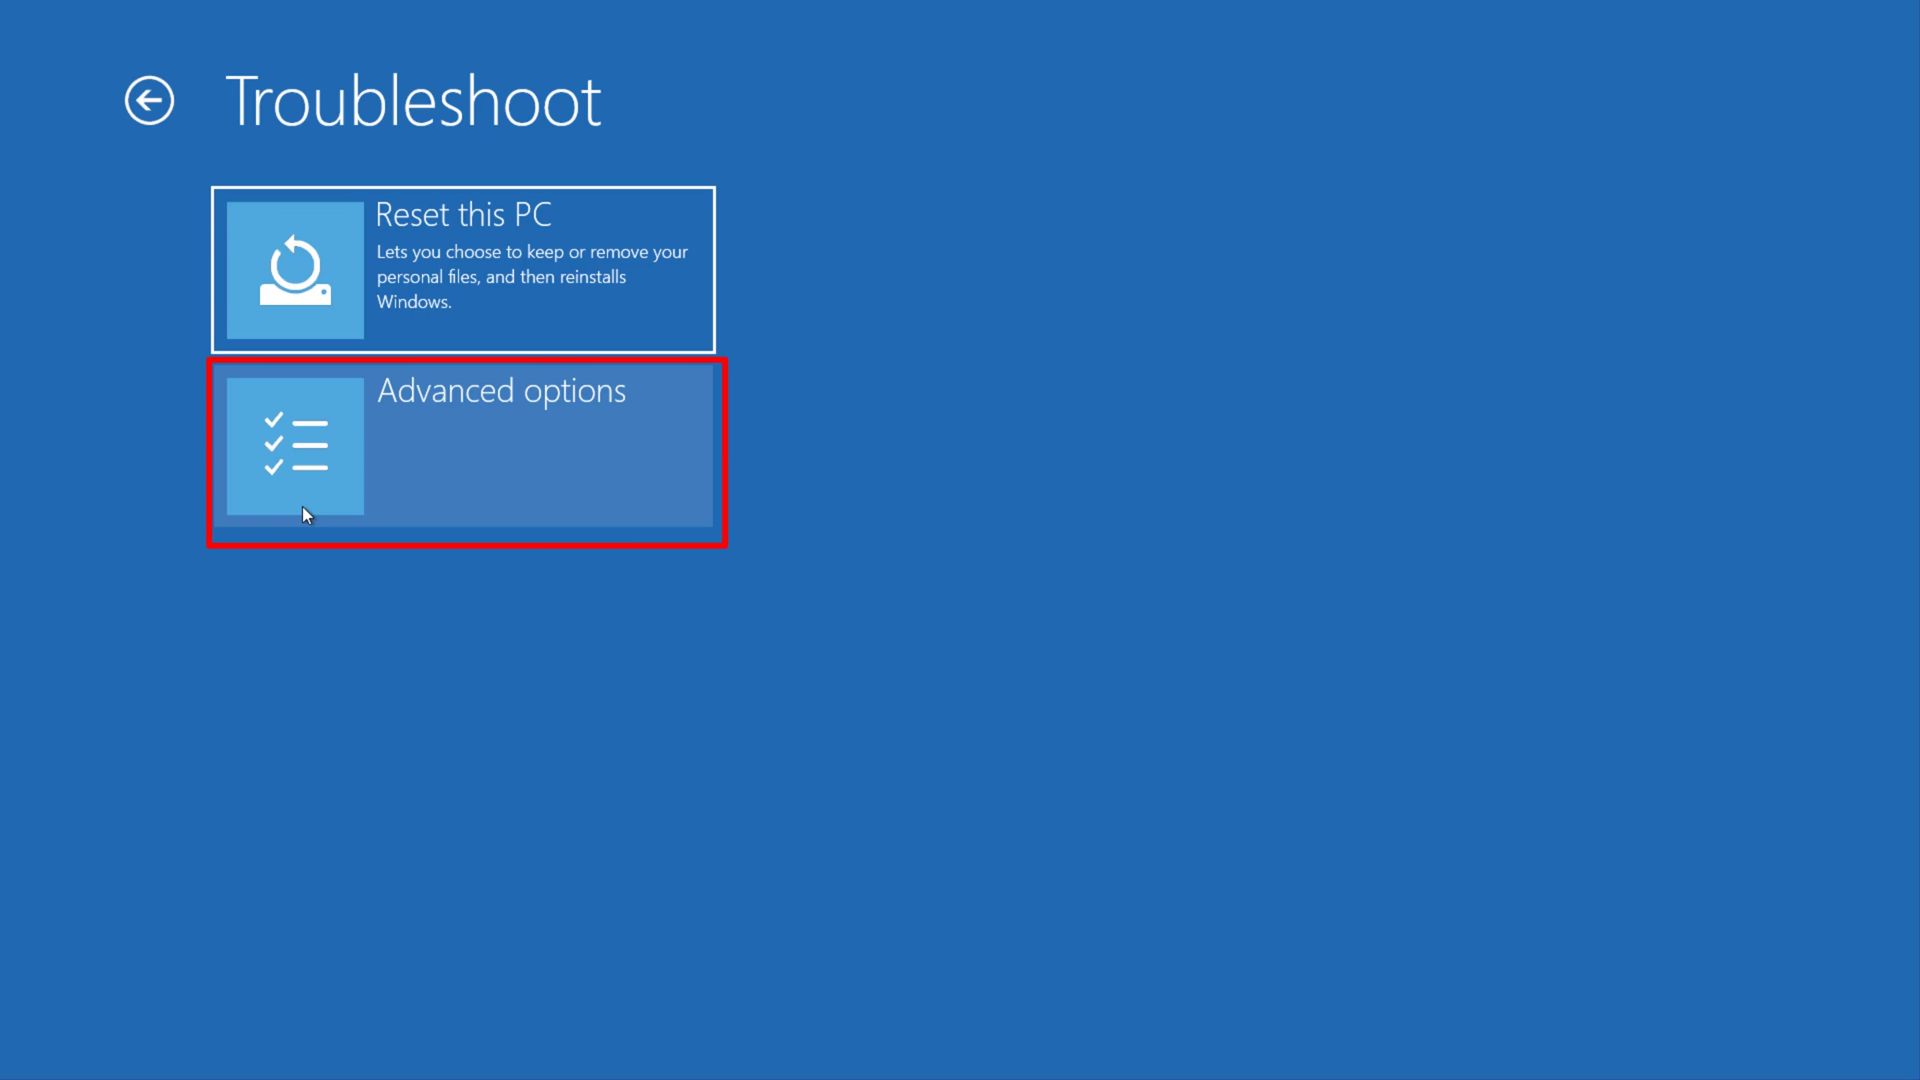 Troubleshoot
Reset this PC
Lets you choose to keep or remove your
personal files, and then reinstalls
Windows.
Advanced options